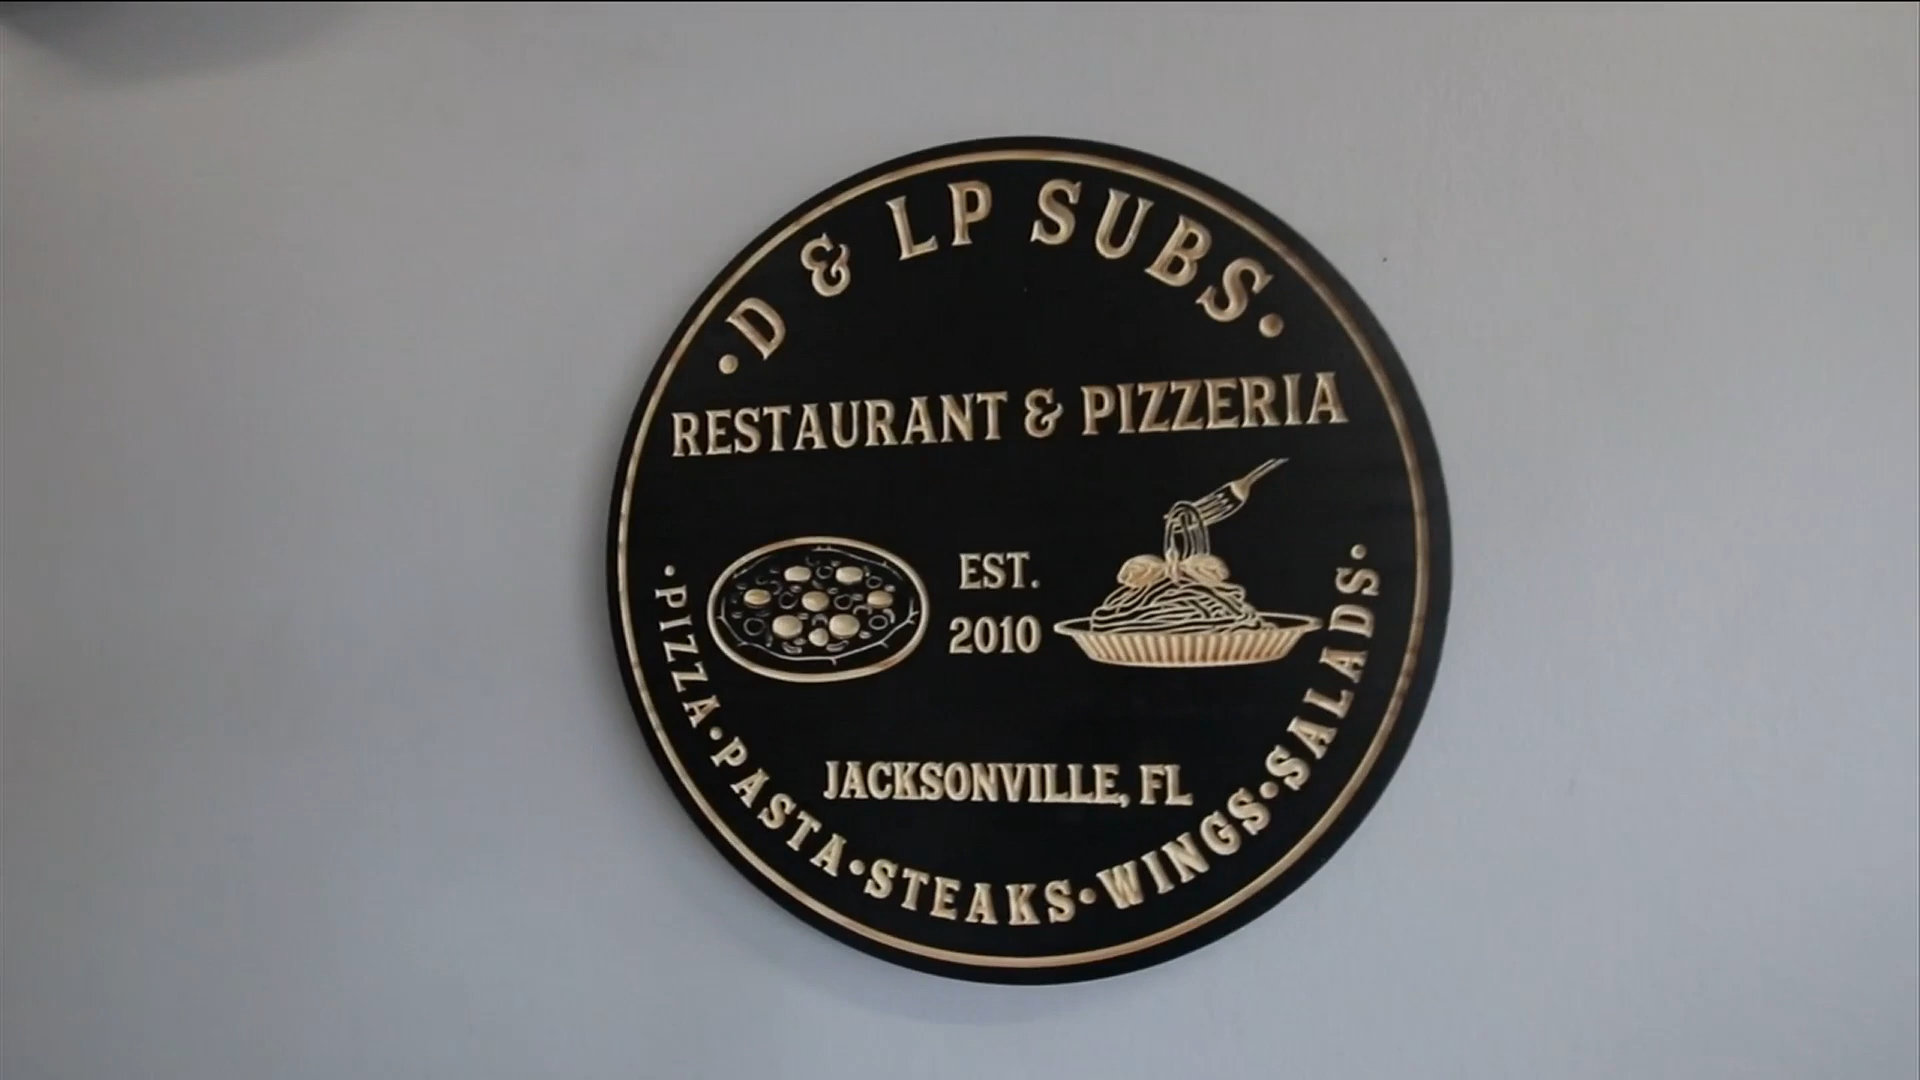 ·D & LP SUBS·
RESTAURANT & PIZZERIA
EST.
2010
JACKSONVILLE, FL
·PIZZA·PASTA·STEAKS·WINGS·SALADS·